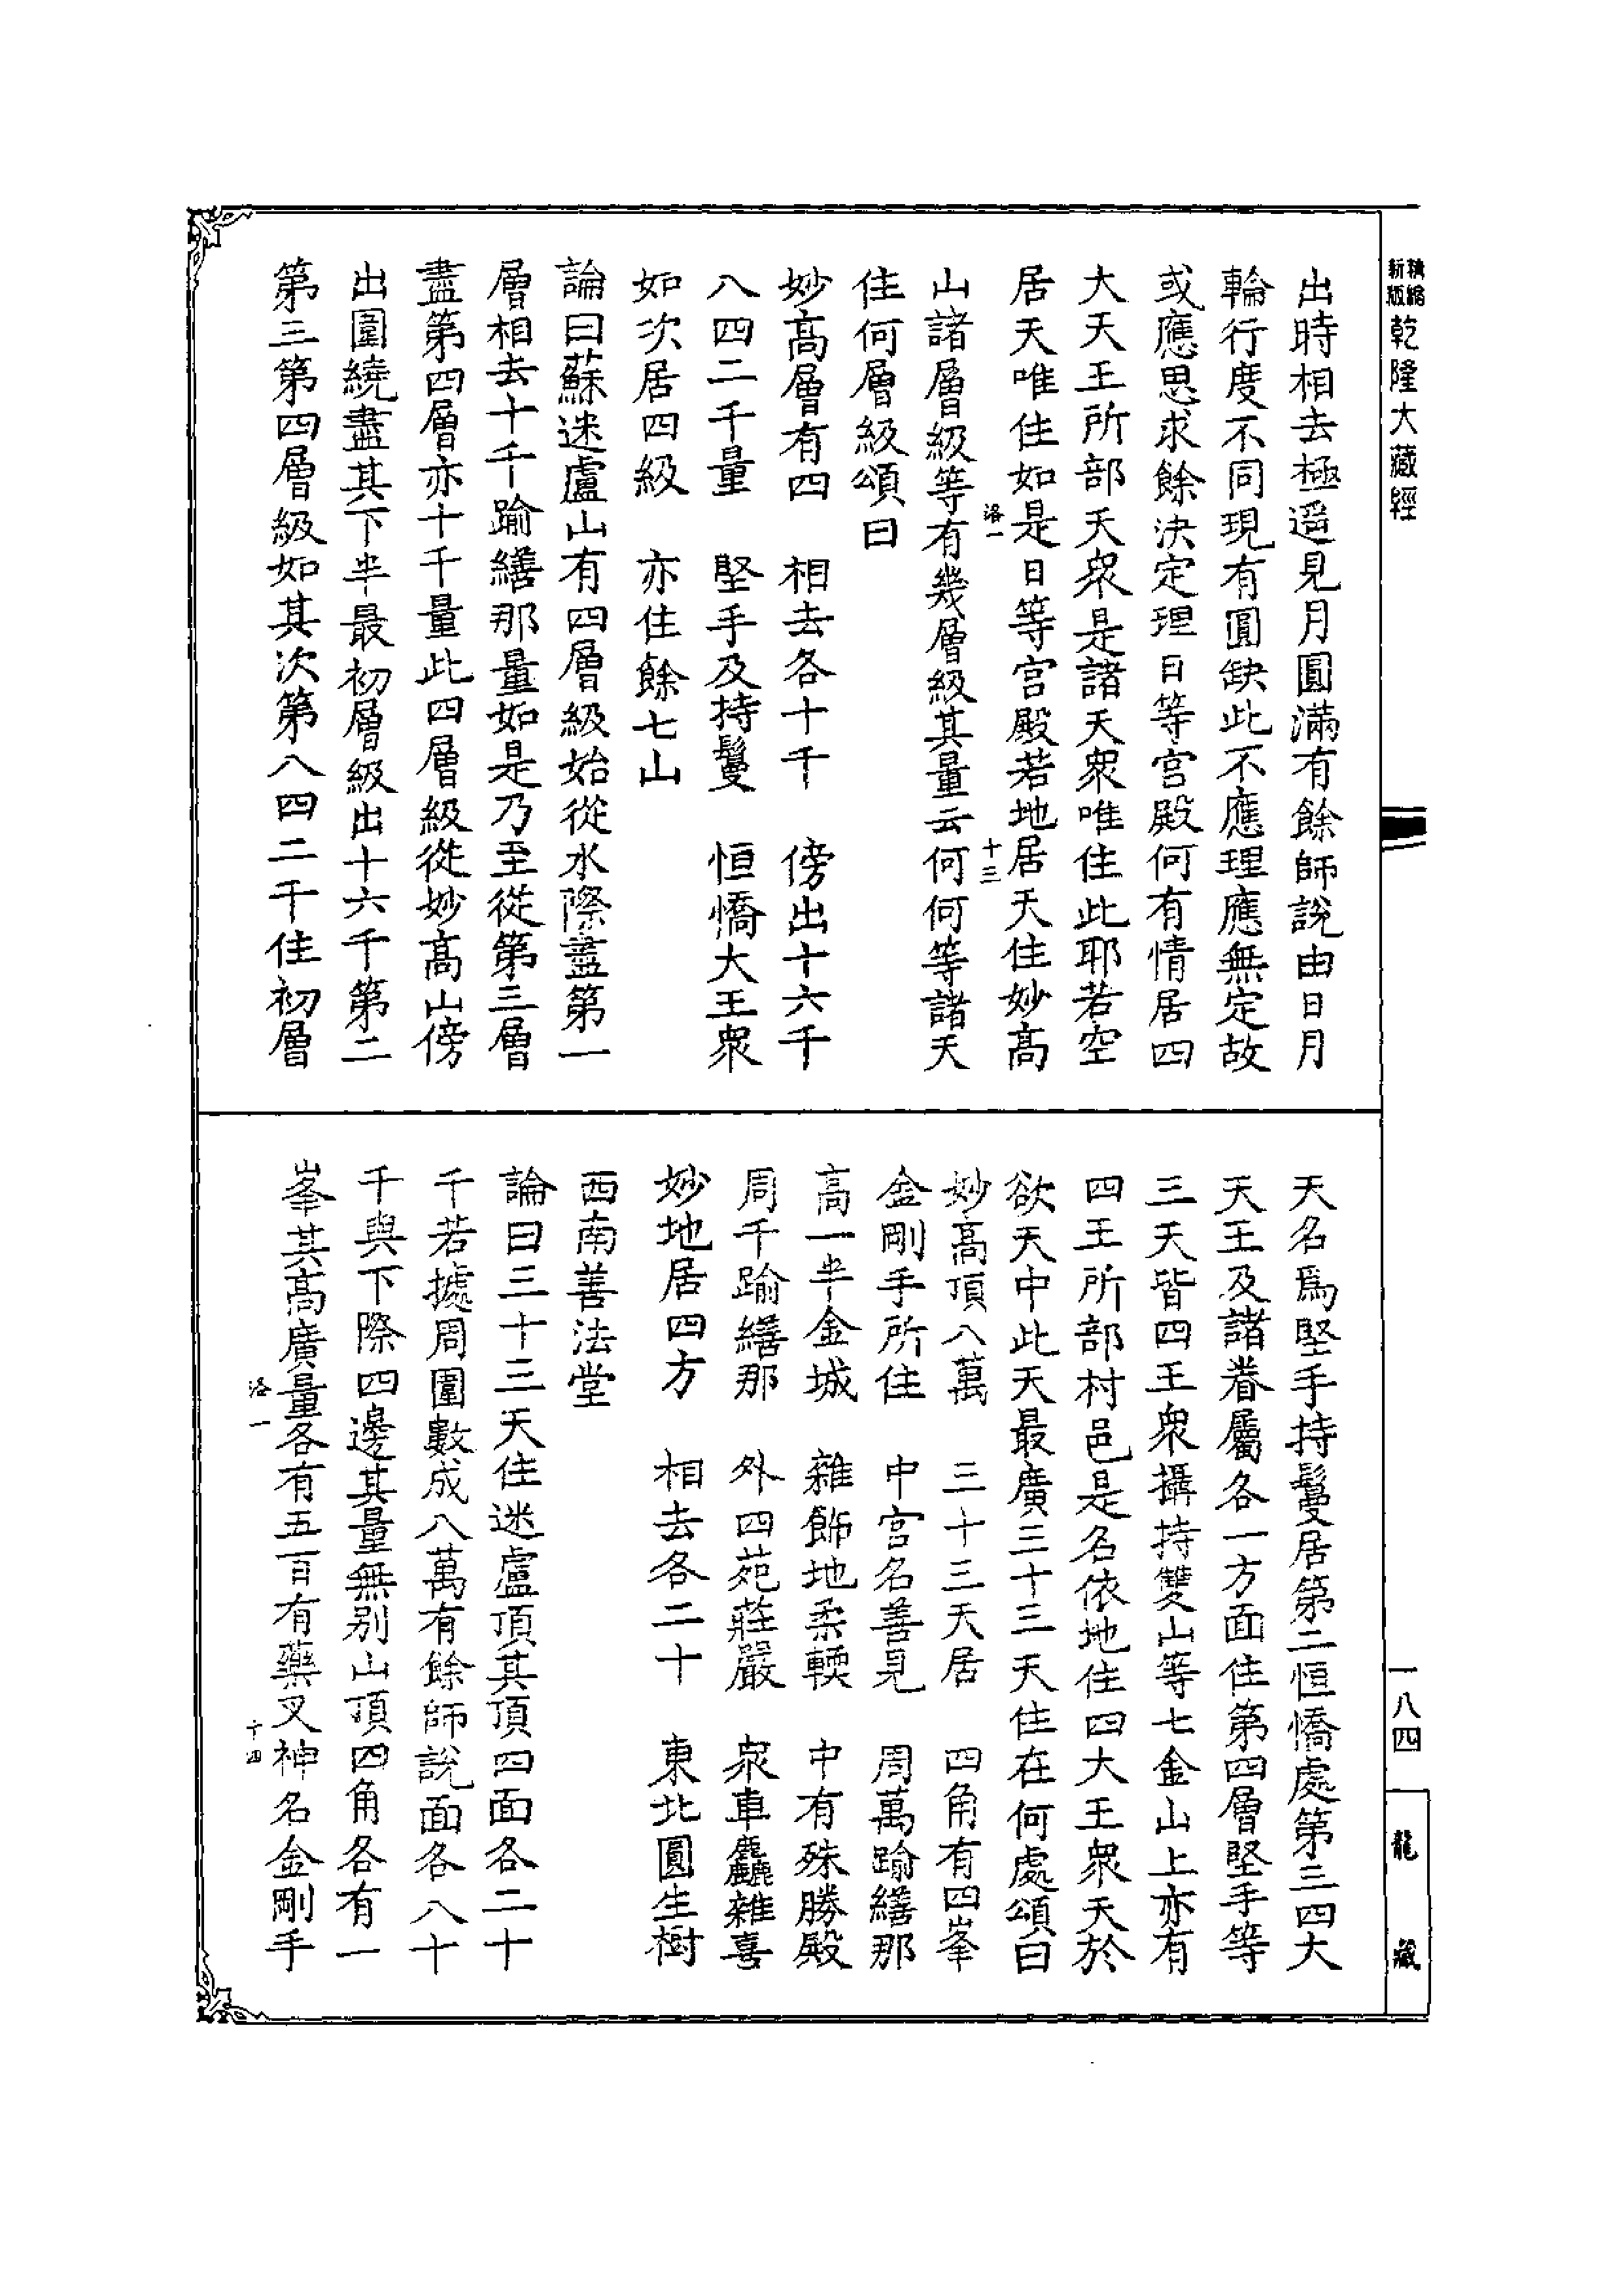 精縮新版
乾隆大藏經
出時相去極遥見月圓滿有餘師說由日月
輪行度不同現有圓缺此不應理應無定故
或應思求餘決定理日等宮殿何有情居四
大天王所部天衆是諸天衆唯住此耶若空
居天唯住如是日等宮殿若地居天住妙高
洛一
十三
山諸層級等有幾層級其量云何何等諸天
住何層級頌曰
妙高層有四　相去各十千　傍出十六千
八四二千量　堅手及持鬘　恒憍大王衆
如次居四級　亦住餘七山
論曰蘇迷盧山有四層級始從水際盡第一
層相去十千踰繕那量如是乃至從第三層
盡第四層亦十千量此四層級從妙高山傍
出圍繞盡其下半最初層級出十六千第二
第三第四層級如其次第八四二千住初層
天名爲堅手持鬘居第二恒憍處第三四大
天王及諸眷屬各一方面住第四層堅手等
三天皆四王衆攝持雙山等七金山上亦有
四王所部村邑是名依地住四大王衆天於
欲天中此天最廣三十三天住在何處頌曰
妙高頂八萬　三十三天居　四角有四峯
金剛手所住　中宮名善見　周萬踰繕那
高一半金城　雜飾地柔輭　中有殊勝殿
周千踰繕那　外四苑莊嚴　衆車麤雜喜
妙地居四方　相去各二十　東北圓生樹
西南善法堂
論曰三十三天住迷盧頂其頂四面各二十
千若據周圍數成八萬有餘師說面各八十
千與下際四邊其量無别山頂四角各有一
峯其高廣量各有五百有藥叉神名金剛手
洛一
十四
一八四
龍藏